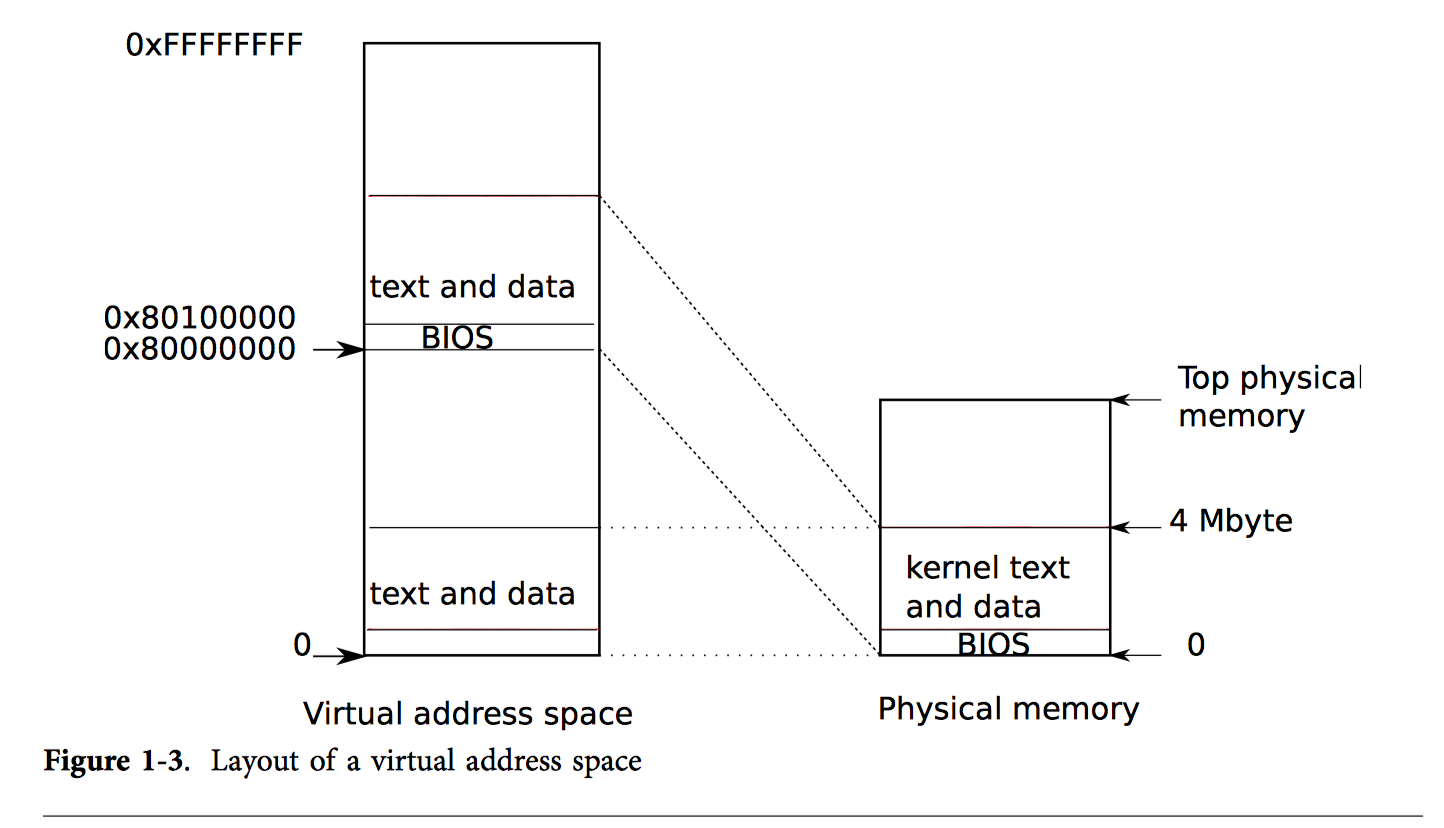 0xFFFFFFFF
text and data
0x80100000
BIOS
0x80000000
Top physical
memory
4 Mbyte
kernel text
and data
text and data
BIOS
0
0
Virtual address space
Physical memory
Figure 1-3. Layout of a virtual address space